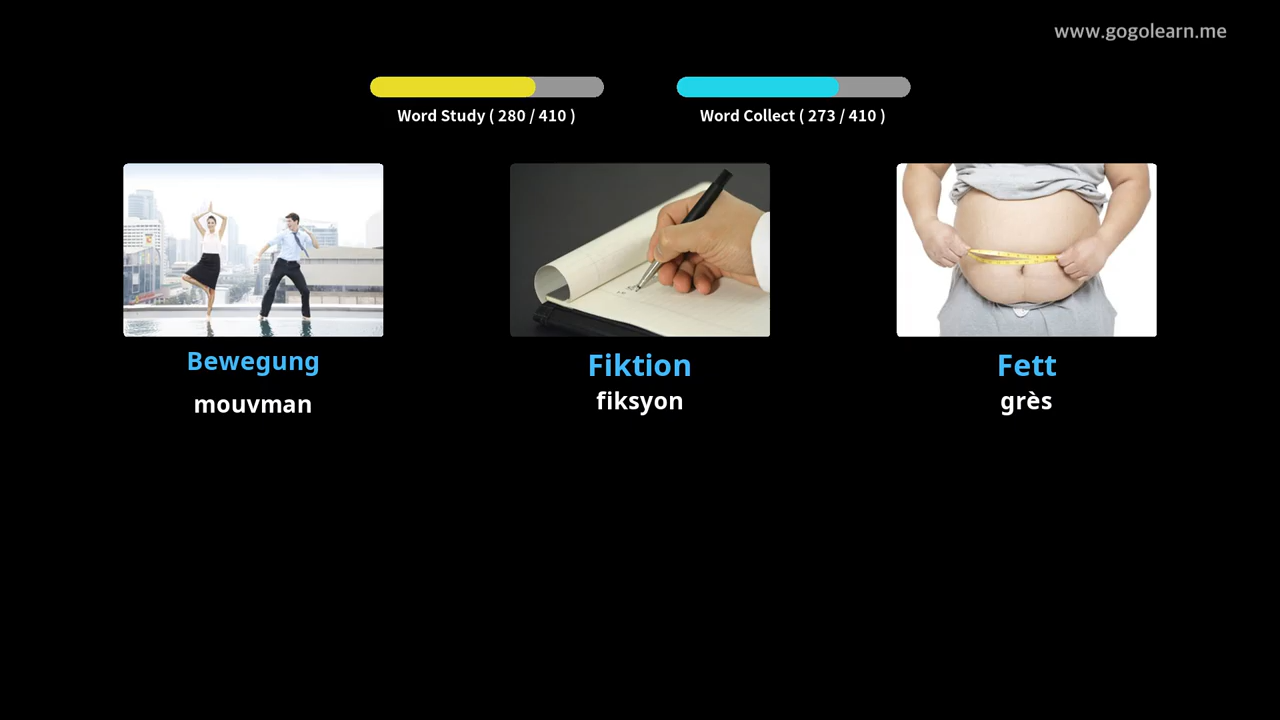 www.gogolearn.me
Word Study ( 280 / 410 )
Word Collect ( 273 / 410 )
Bewegung
mouvman
Fiktion
fiksyon
Fett
grès